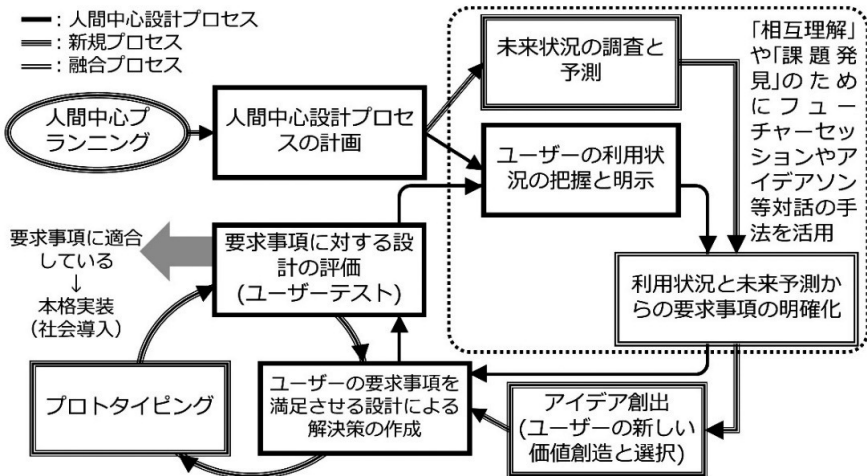 : 人間中心設計プロセス
: 新規プロセス
: 融合プロセス
人間中心プ
ランニング
人間中心設計プロセ
スの計画
未来状況の調査と
予測
ユーザーの利用状
況の把握と明示
「相互理解」
や「課題発
見」のため
にフュー
チャーセッ
ションやア
イデアソン
等対話の手
法を活用
要求事項に適合
している
↓
本格実装
(社会導入)
要求事項に対する設
計の評価
(ユーザーテスト)
利用状況と未来予測か
らの要求事項の明確化
プロトタイピング
ユーザーの要求事項を
満足させる設計による
解決策の作成
アイデア創出
(ユーザーの新しい
価値創造と選択)